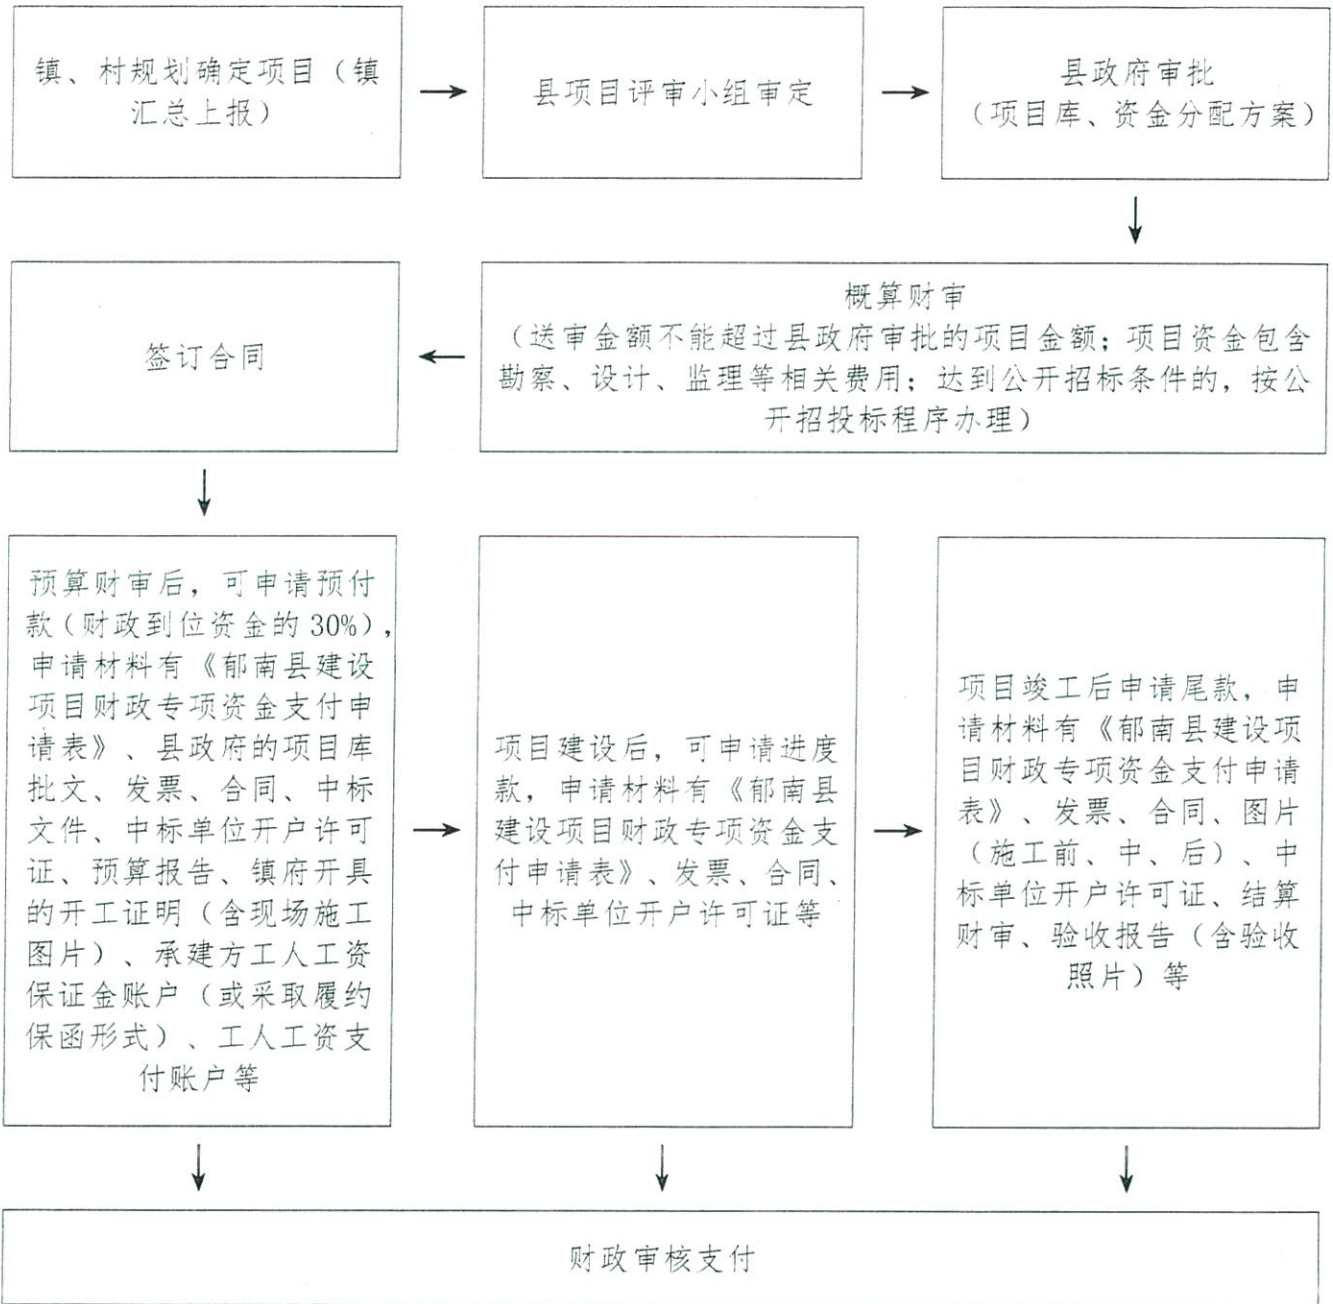 镇、村规划确定项目（镇
汇总上报）
县项目评审小组审定
县政府审批
（项目库、资金分配方案）
概算财审
（送审金额不能超过县政府审批的项目金额；项目资金包含
勘察、设计、监理等相关费用；达到公开招标条件的，按公
开招投标程序办理）
签订合同
预算财审后，可申请预付
款（财政到位资金的 30%），
申请材料有《郁南县建设
项目财政专项资金支付申
请表》、县政府的项目库
批文、发票、合同、中标
文件、中标单位开户许可
证、预算报告、镇府开具
的开工证明（含现场施工
图片）、承建方工人工资
保证金账户（或采取履约
保函形式）、工人工资支
付账户等
项目建设后，可申请进度
款，申请材料有《郁南县
建设项目财政专项资金支
付申请表》、发票、合同、
中标单位开户许可证等
项目竣工后申请尾款，申
请材料有《郁南县建设项
目财政专项资金支付申请
表》、发票、合同、图片
（施工前、中、后）、中
标单位开户许可证、结算
财审、验收报告（含验收
照片）等
财政审核支付